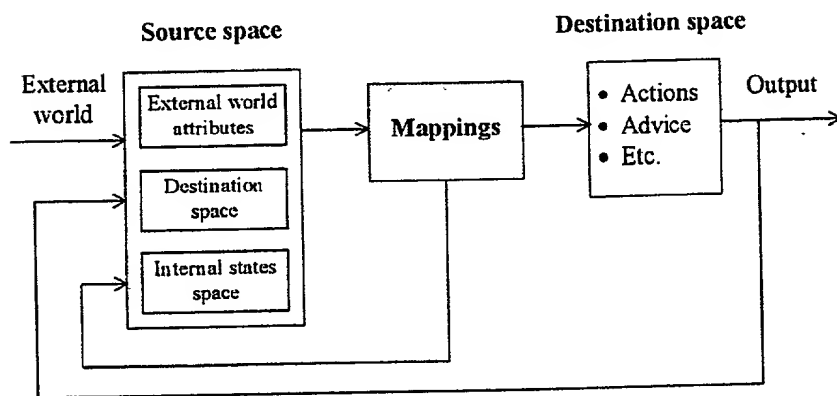 Source space
Destination space
External
world
External world
attributes
Destination
space
Internal states
space
Mappings
• Actions
• Advice
• Etc.
Output